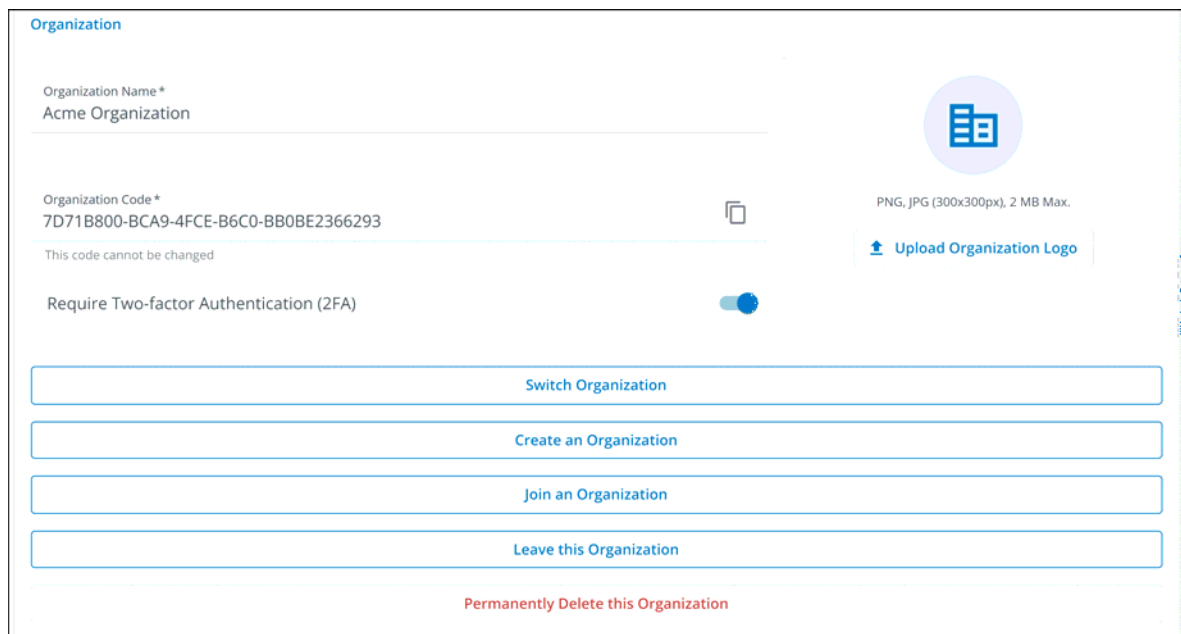 Organization
Organization Name *
Acme Organization
Organization Code *
7D71B800-BCA9-4FCE-B6C0-BB0BE2366293
This code cannot be changed
Require Two-factor Authentication (2FA)
PNG, JPG (300x300px), 2 MB Max.
Upload Organization Logo
Switch Organization
Create an Organization
Join an Organization
Leave this Organization
Permanently Delete this Organization